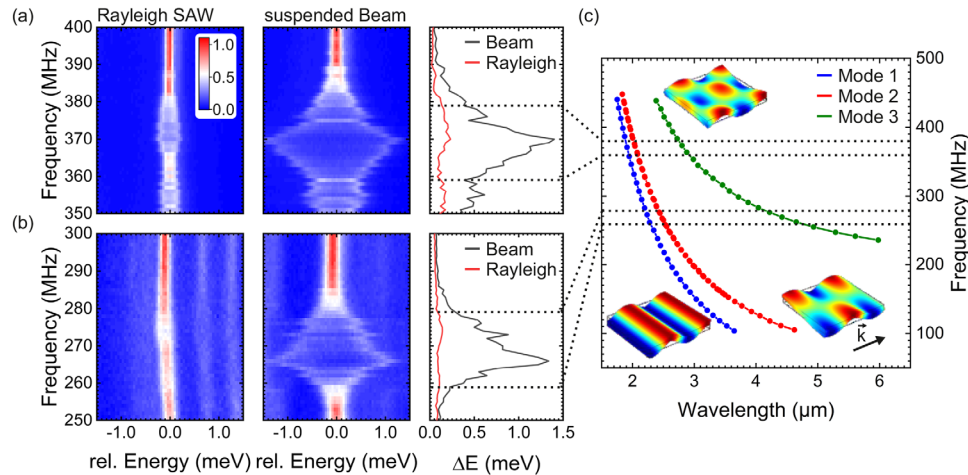 (a)
Rayleigh SAW
suspended Beam
Frequency (MHz)
400
390
380
370
360
350
1.0
0.5
0.0
Beam
Rayleigh
(b)
Frequency (MHz)
300
290
280
270
260
250
Beam
Rayleigh
-1.0 0.0 1.0
-1.0 0.0 1.0
0.0 0.5 1.0 1.5
rel. Energy (meV)
rel. Energy (meV)
ΔE (meV)
(c)
Mode 1
Mode 2
Mode 3
k
500
400
300
200
100
Frequency (MHz)
2 3 4 5 6
Wavelength (µm)